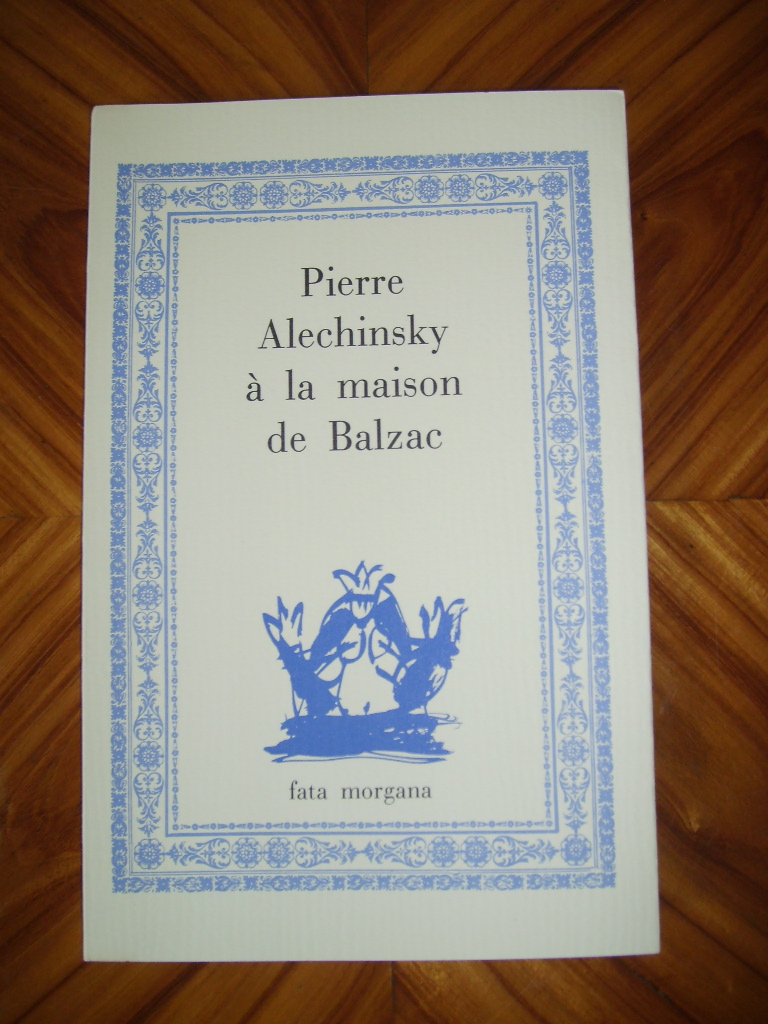 Pierre
Alechinsky
à la maison
de Balzac
fata morgana